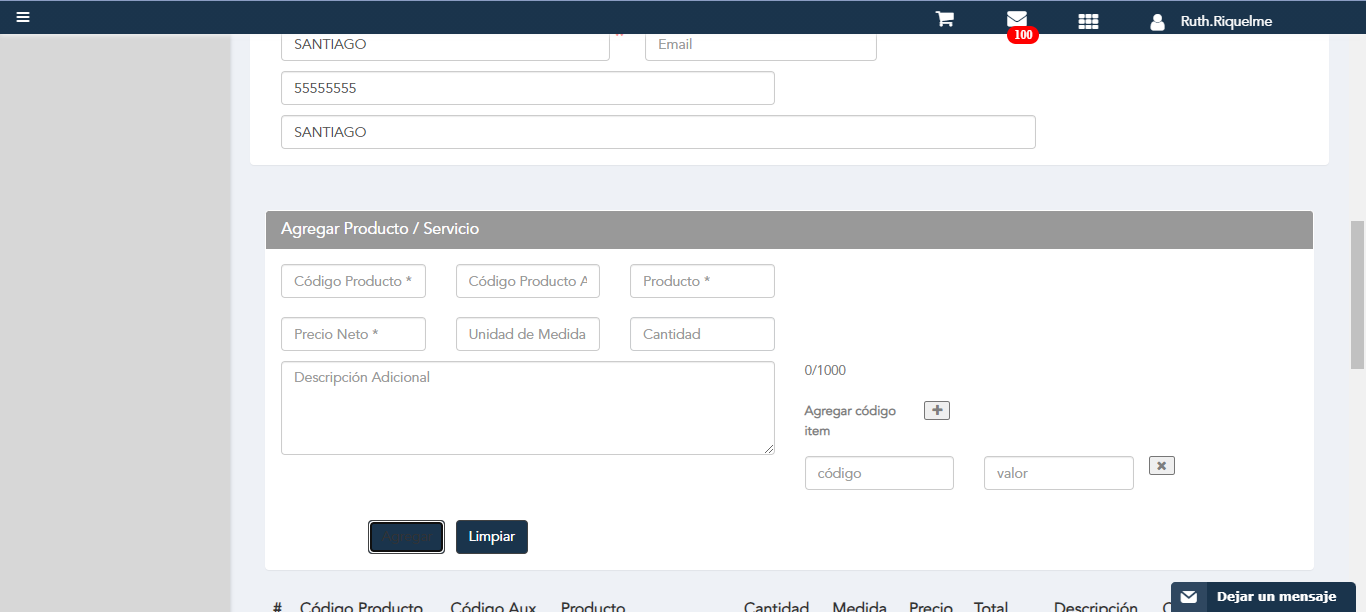 Ruth.Riquelme
100
SANTIAGO
Email
55555555
SANTIAGO
Agregar Producto / Servicio
Código Producto *
Código Producto A
Producto *
Precio Neto *
Unidad de Medida
Cantidad
Descripción Adicional
0/1000
Agregar código
item
código
valor
Agregar
Limpiar
# Código Producto Código Aux Producto Cantidad Medida Precio Total Descripción
Dejar un mensaje